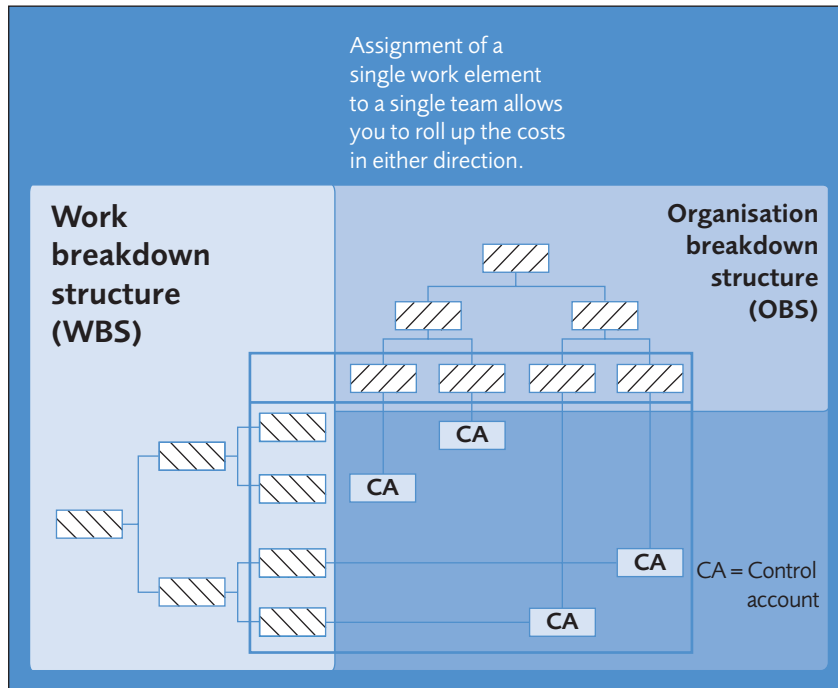 Assignment of a
single work element
to a single team allows
you to roll up the costs
in either direction.
Work
breakdown
structure
(WBS)
Organisation
breakdown
structure
(OBS)
CA
CA
CA
CA = Control
account
CA